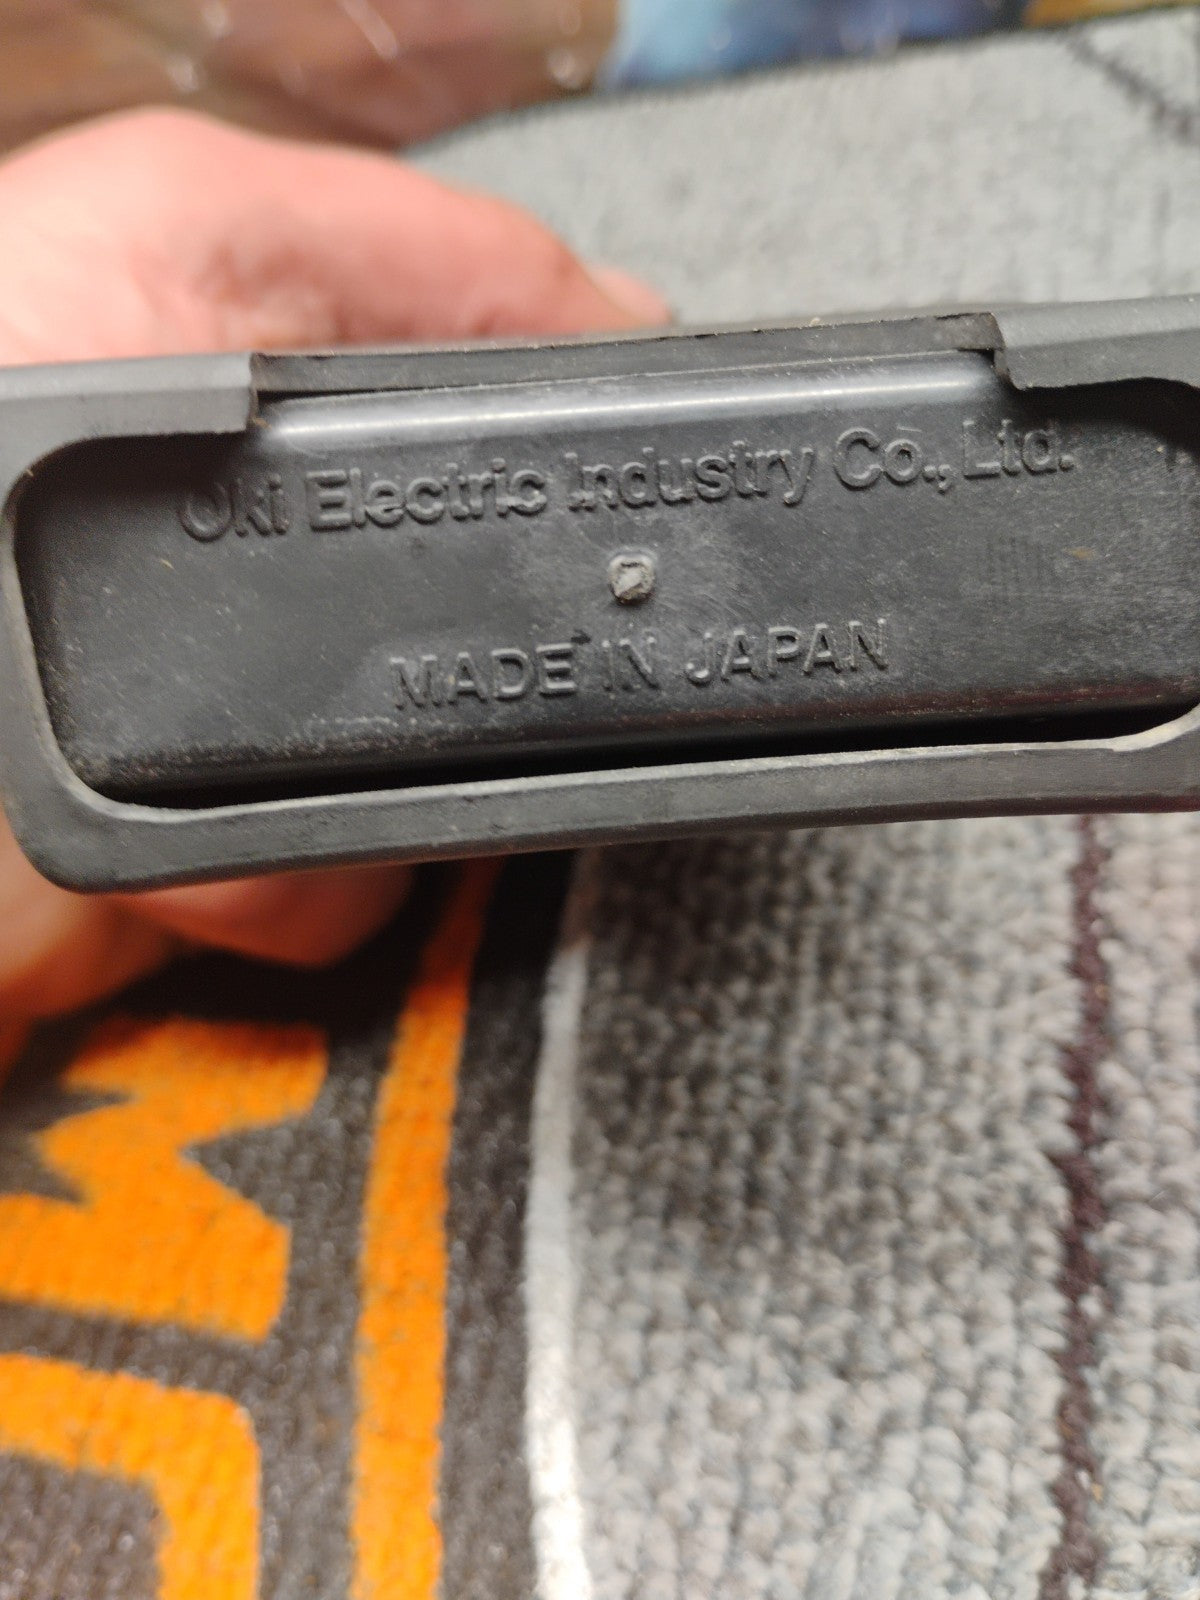 Oki Electric Industry Co., Ltd.
MADE IN JAPAN